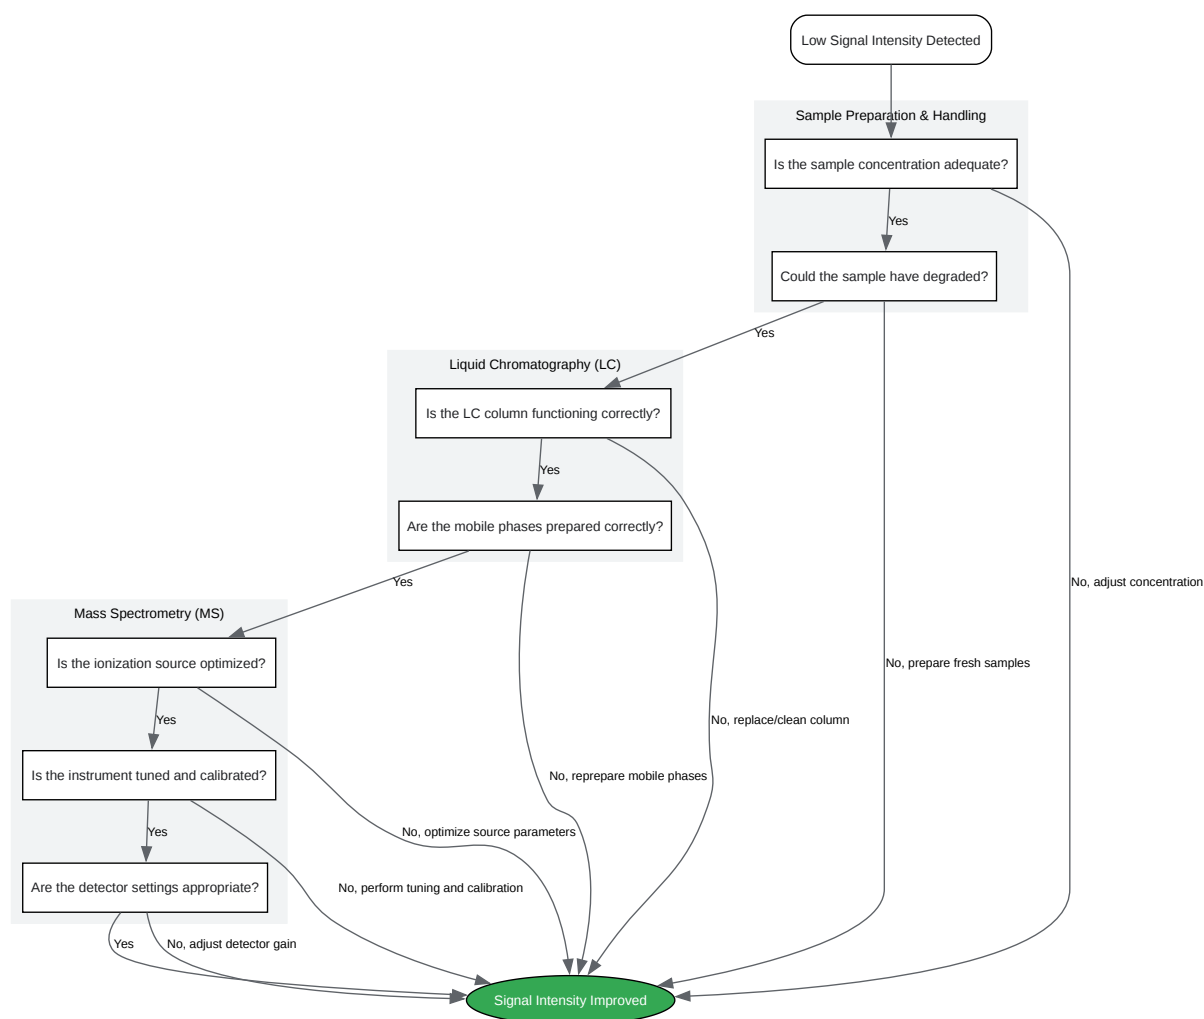 Low Signal Intensity Detected
Sample Preparation & Handling
Is the sample concentration adequate?
Yes
Could the sample have degraded?
Yes
Liquid Chromatography (LC)
Is the LC column functioning correctly?
Yes
Are the mobile phases prepared correctly?
Yes
No, adjust concentration
Mass Spectrometry (MS)
Is the ionization source optimized?
No, prepare fresh samples
Yes
No, replace/clean column
Is the instrument tuned and calibrated?
No, reprepare mobile phases
Yes
No, optimize source parameters
Are the detector settings appropriate?
No, perform tuning and calibration
Yes
No, adjust detector gain
Signal Intensity Improved